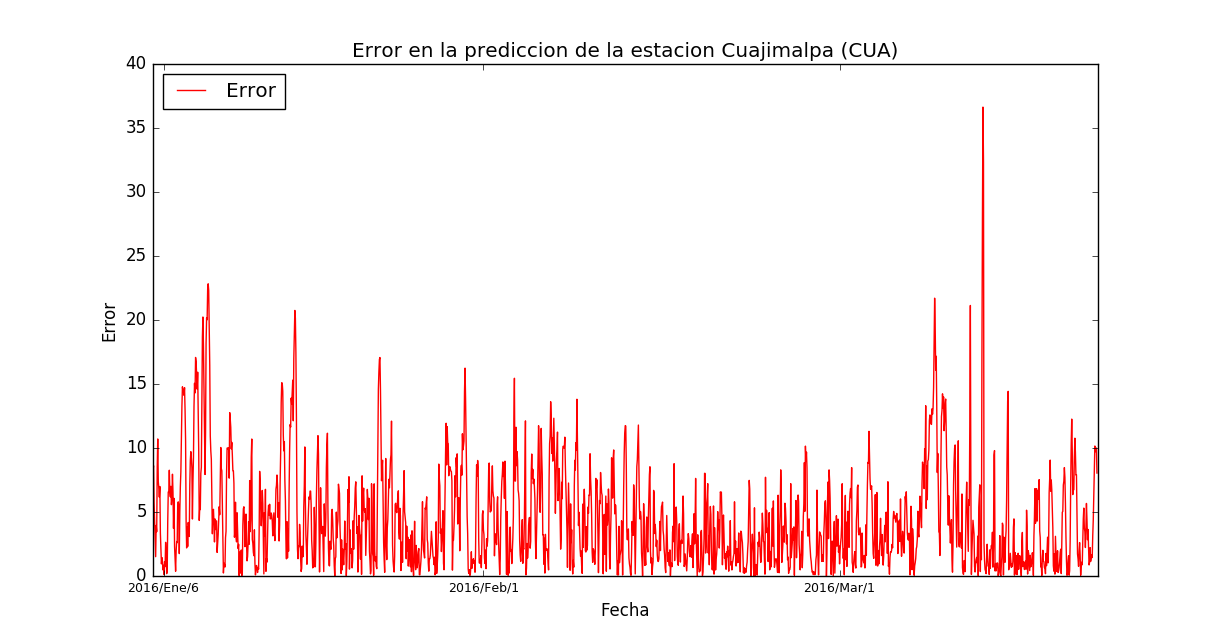 Error en la prediccion de la estacion Cuajimalpa (CUA)
Error
40
35
30
25
20
15
10
5
0
Error
2016/Ene/6 2016/Feb/1 2016/Mar/1
Fecha